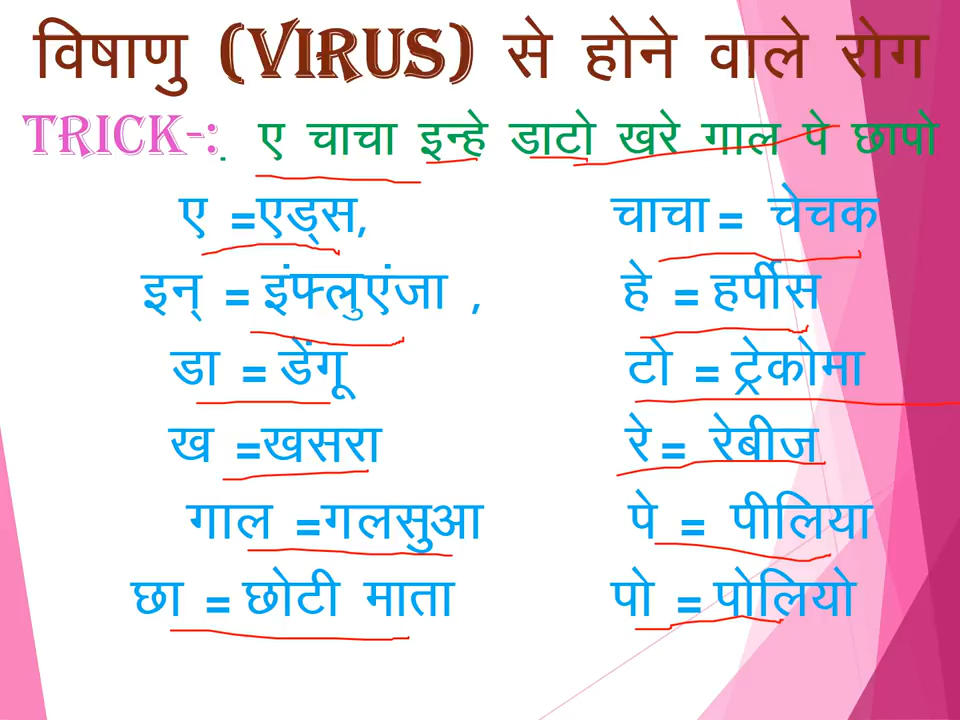 विषाणु (VIRUS) से होने वाले रोग
TRICK-: ए चाचा इन्हे डाटो खरे गाल पे छापो
ए =एड्स, चाचा = चेचक
इन् = इंफ्लुएंजा , हे = हर्पीस
डा = डेंगू टो = ट्रेकोमा
ख =खसरा रे = रेबीज
गाल =गलसुआ पे = पीलिया
छा = छोटी माता पो = पोलियो